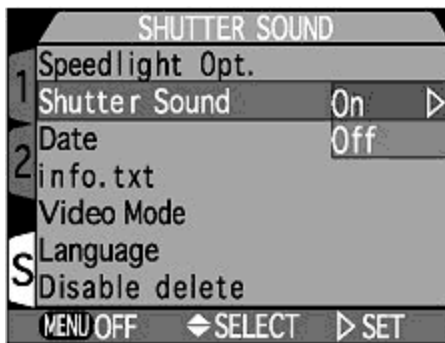 SHUTTER SOUND
1
Speedlight Opt.
Shutter Sound On
Date Off
2
info.txt
Video Mode
Language
S
Disable delete
MENU OFF SELECT SET